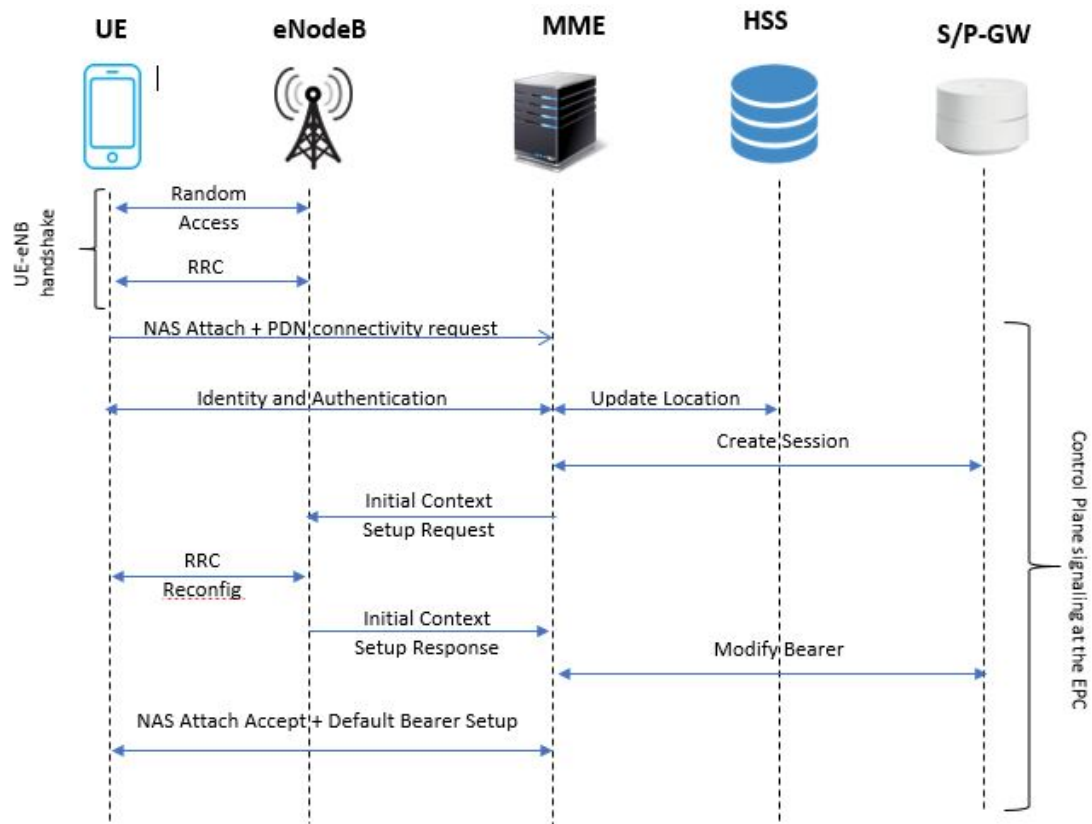 UE
eNodeB
MME
HSS
S/P-GW
UE-eNB
handshake
Random
Access
RRC
NAS Attach + PDN connectivity request
Identity and Authentication
Update Location
Create Session
Initial Context
Setup Request
RRC
Reconfig
Initial Context
Setup Response
Modify Bearer
NAS Attach Accept + Default Bearer Setup
Control Plane signaling at the EPC